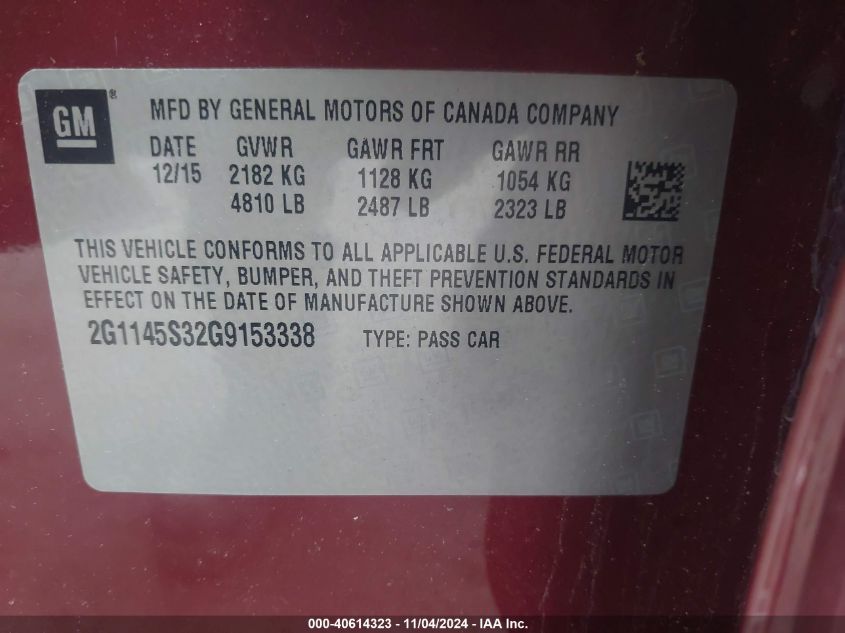 GM® MFD BY GENERAL MOTORS OF CANADA COMPANY
DATE GVWR GAWR FRT GAWR RR
12/15 2182 KG 1128 KG 1054 KG
4810 LB 2487 LB 2323 LB
THIS VEHICLE CONFORMS TO ALL APPLICABLE U.S. FEDERAL MOTOR
VEHICLE SAFETY, BUMPER, AND THEFT PREVENTION STANDARDS IN
EFFECT ON THE DATE OF MANUFACTURE SHOWN ABOVE.
2G1145S32G9153338 TYPE: PASS CAR
000-40614323 - 11/04/2024 - IAA Inc.